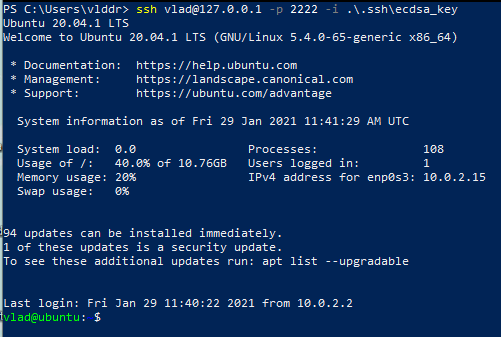 PS C:\Users\vlddr> ssh vlad@127.0.0.1 -p 2222 -i .\.ssh\ecdsa_key
Ubuntu 20.04.1 LTS
Welcome to Ubuntu 20.04.1 LTS (GNU/Linux 5.4.0-65-generic x86_64)
* Documentation: https://help.ubuntu.com
* Management: https://landscape.canonical.com
* Support: https://ubuntu.com/advantage
System information as of Fri 29 Jan 2021 11:41:29 AM UTC
System load: 0.0 Processes: 108
Usage of /: 40.0% of 10.76GB Users logged in: 1
Memory usage: 20% IPv4 address for enp0s3: 10.0.2.15
Swap usage: 0%
94 updates can be installed immediately.
1 of these updates is a security update.
To see these additional updates run: apt list --upgradable
Last login: Fri Jan 29 11:40:22 2021 from 10.0.2.2
vlad@ubuntu: $